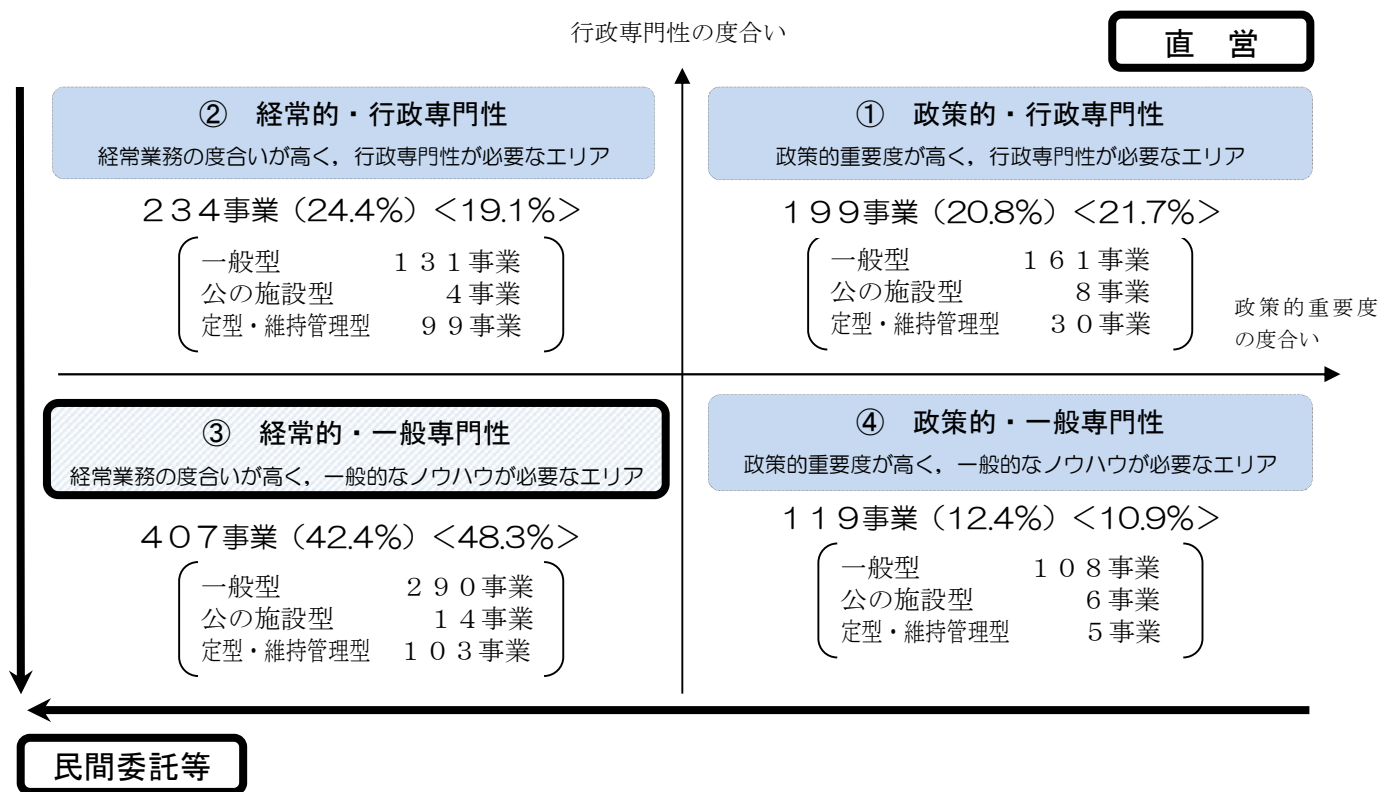 行政専門性の度合い
直　営
②　経常的・行政専門性
経常業務の度合いが高く，行政専門性が必要なエリア
２３４事業（24.4%）＜19.1%＞
一般型　１３１事業
公の施設型　４事業
定型・維持管理型　９９事業
①　政策的・行政専門性
政策的重要度が高く，行政専門性が必要なエリア
１９９事業（20.8%）＜21.7%＞
一般型　１６１事業
公の施設型　８事業
定型・維持管理型　３０事業
政策的重要度
の度合い
③　経常的・一般専門性
経常業務の度合いが高く，一般的なノウハウが必要なエリア
４０７事業（42.4%）＜48.3%＞
一般型　２９０事業
公の施設型　１４事業
定型・維持管理型　１０３事業
④　政策的・一般専門性
政策的重要度が高く，一般的なノウハウが必要なエリア
１１９事業（12.4%）＜10.9%＞
一般型　１０８事業
公の施設型　６事業
定型・維持管理型　５事業
民間委託等